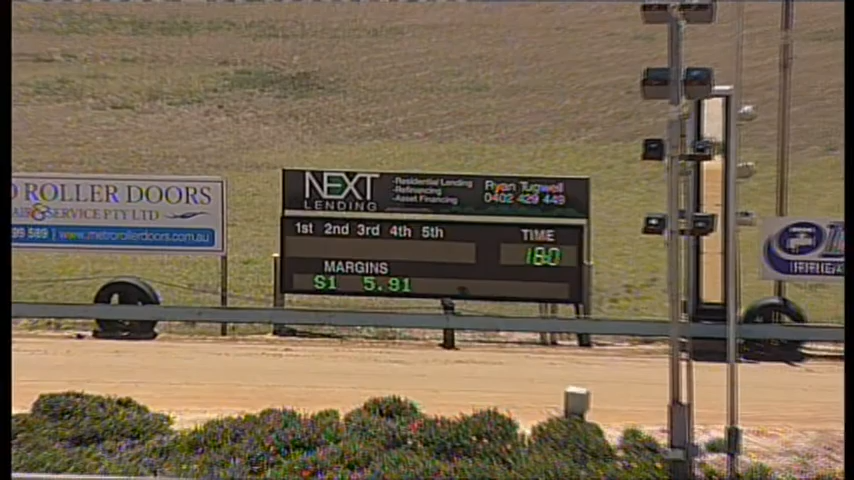 ROLLER DOORS
& SERVICE PTY LTD
99 589 www.metrorollerdoors.com.au
NEXT
LENDING
-Residential Lending
-Refinancing
-Asset Financing
Ryan Tugwell
0402 429 449
1st 2nd 3rd 4th 5th
TIME
MARGINS
S1 5.91